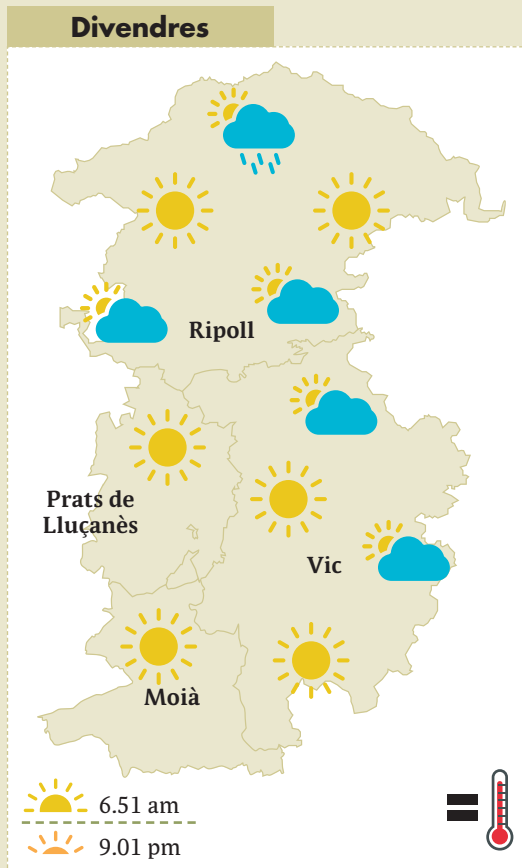 Divendres
Ripoll
Prats de
Lluçanès
Vic
Moià
6.51 am
9.01 pm
=